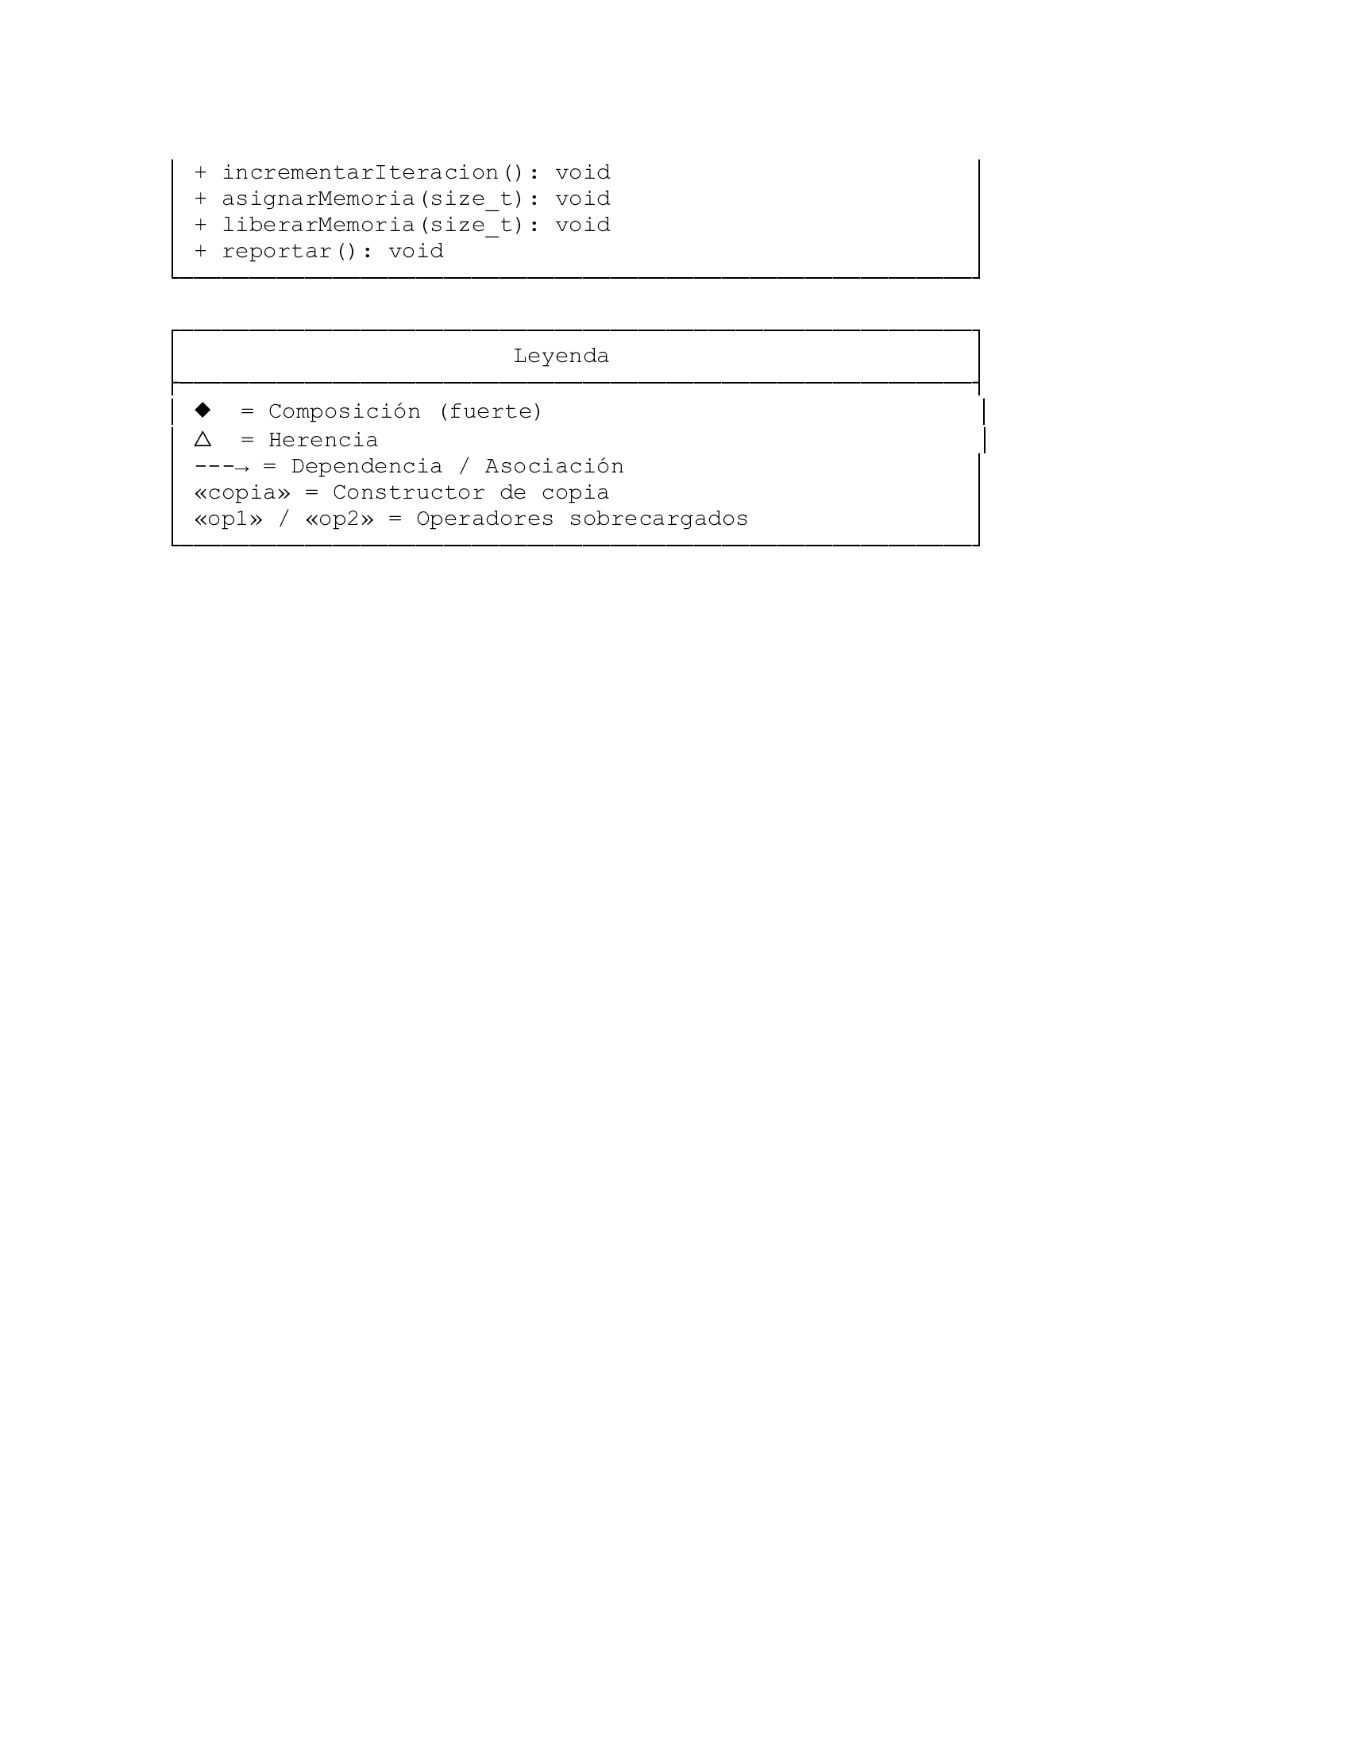 + incrementarIteracion(): void
+ asignarMemoria(size_t): void
+ liberarMemoria(size_t): void
+ reportar(): void
Leyenda
◆ = Composición (fuerte)
△ = Herencia
---→ = Dependencia / Asociación
«copia» = Constructor de copia
«op1» / «op2» = Operadores sobrecargados